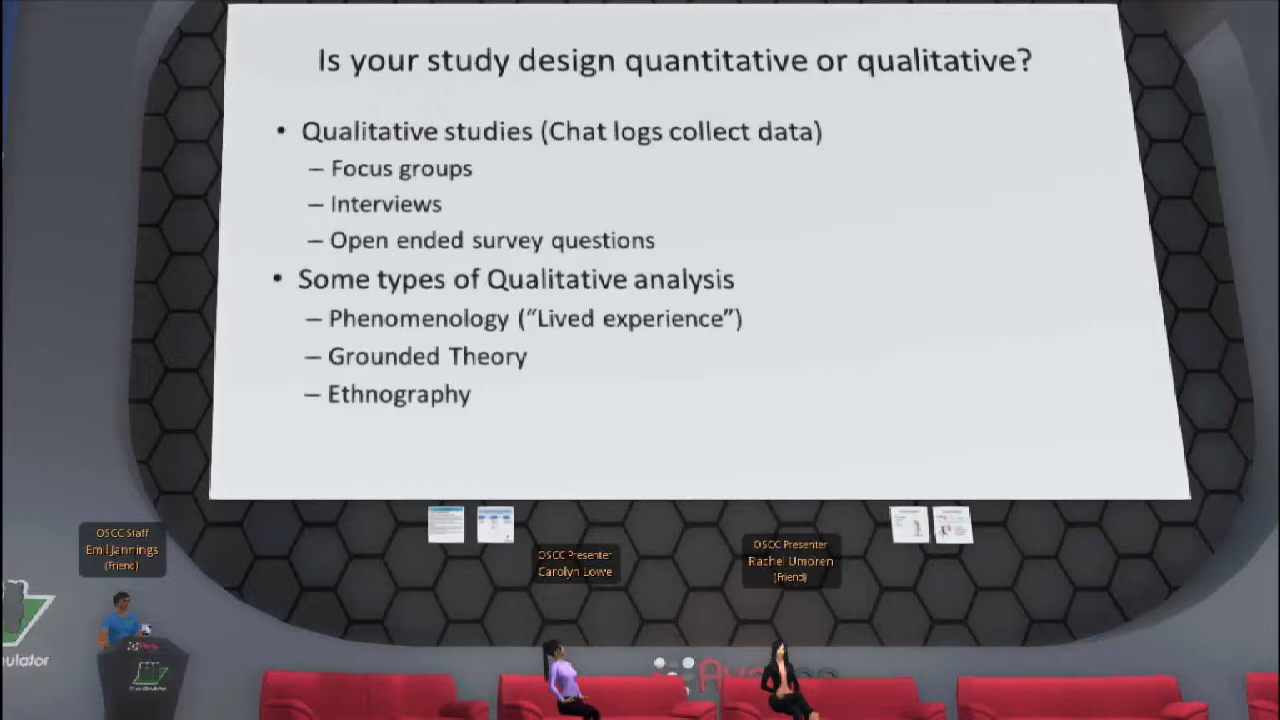 Is your study design quantitative or qualitative?
• Qualitative studies (Chat logs collect data)
– Focus groups
– Interviews
– Open ended survey questions
• Some types of Qualitative analysis
– Phenomenology (“Lived experience”)
– Grounded Theory
– Ethnography
OSCC Staff
Emil Jannings
(Friend)
OSCC Presenter
Carolyn Lowe
OSCC Presenter
Rachel Umoren
(Friend)
ulator